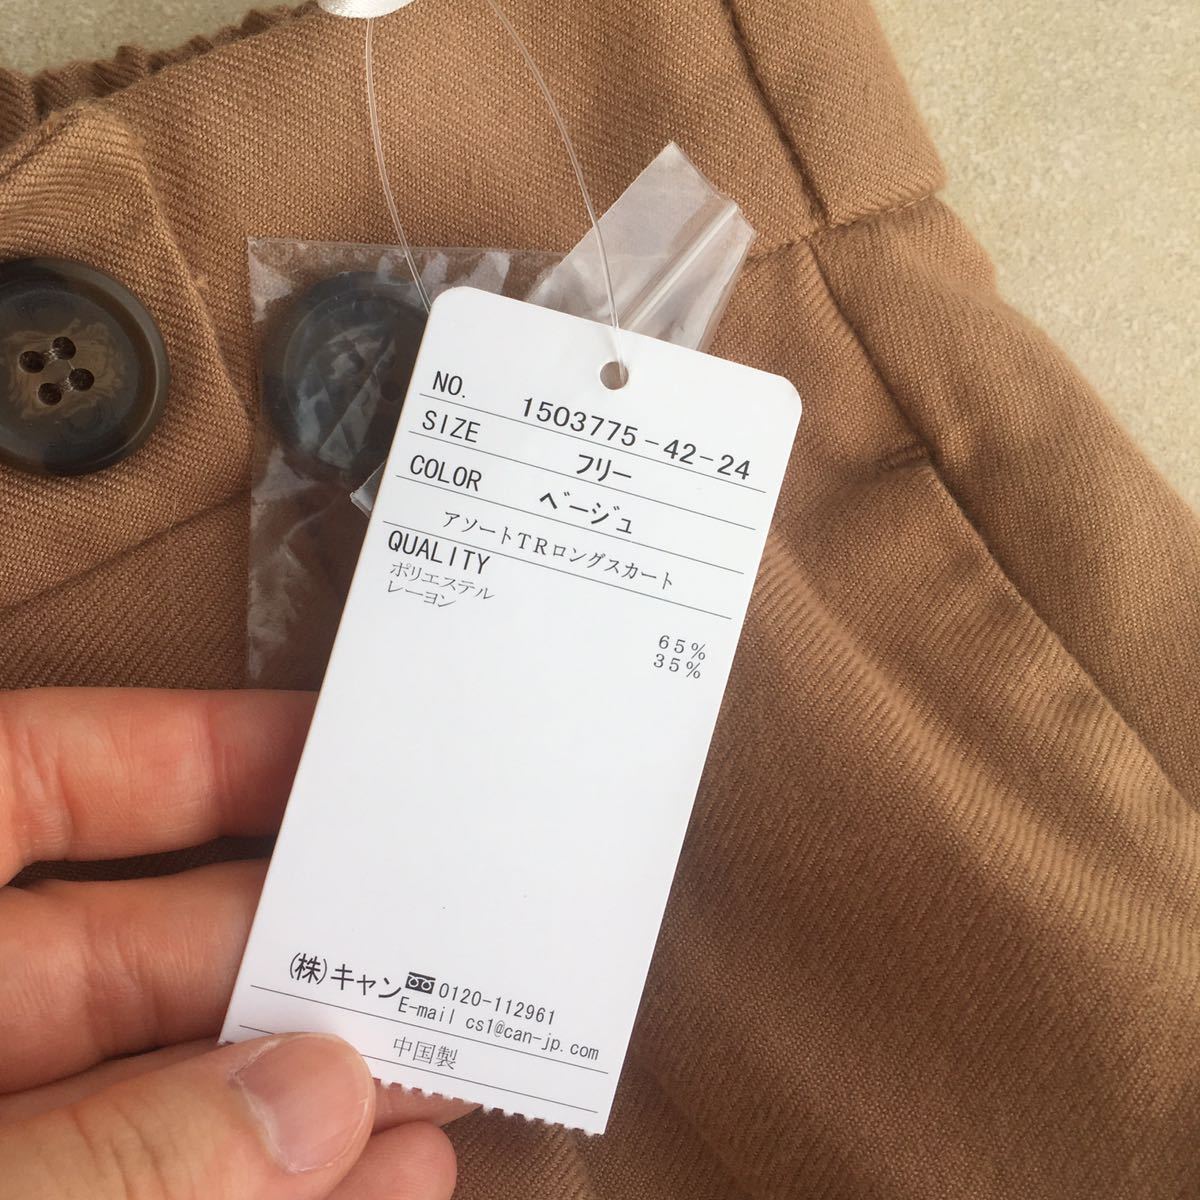 NO. 1503775-42-24
SIZE フリー
COLOR ベージュ
アソートTRロングスカート
QUALITY
ポリエステル 65%
レーヨン 35%
(株)キャン 0120-112961
E-mail cs1@can-jp.com
中国製